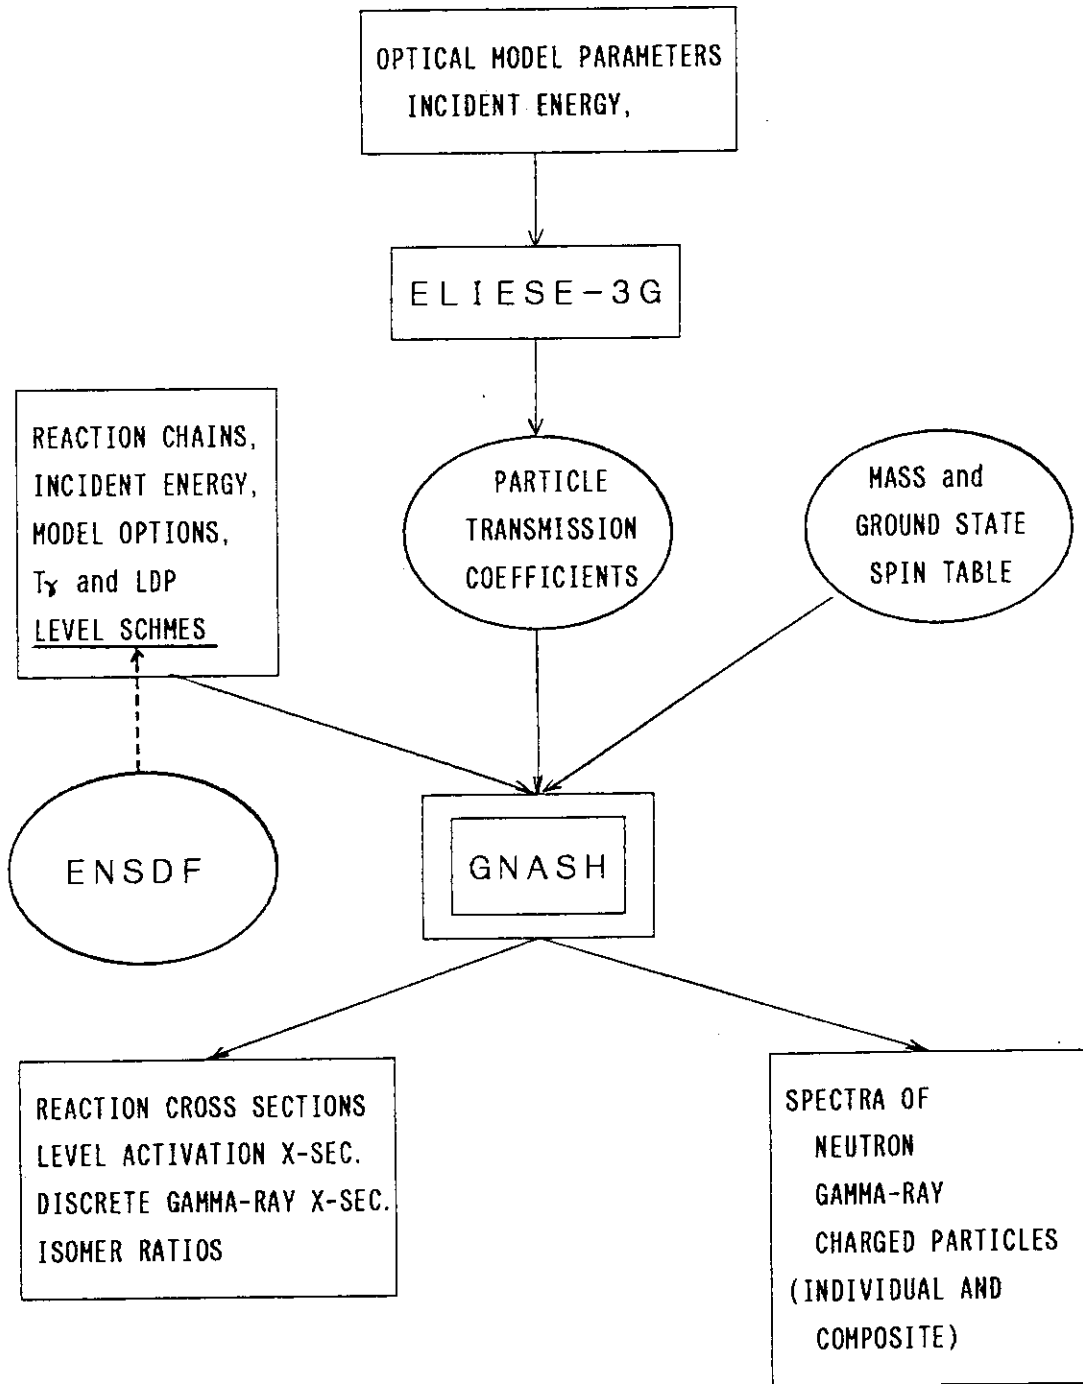 OPTICAL MODEL PARAMETERS
INCIDENT ENERGY,
ELIESE-3G
REACTION CHAINS,
INCIDENT ENERGY,
MODEL OPTIONS,
Tγ and LDP
LEVEL SCHMES
PARTICLE
TRANSMISSION
COEFFICIENTS
MASS and
GROUND STATE
SPIN TABLE
ENSDF
GNASH
REACTION CROSS SECTIONS
LEVEL ACTIVATION X-SEC.
DISCRETE GAMMA-RAY X-SEC.
ISOMER RATIOS
SPECTRA OF
NEUTRON
GAMMA-RAY
CHARGED PARTICLES
(INDIVIDUAL AND
COMPOSITE)